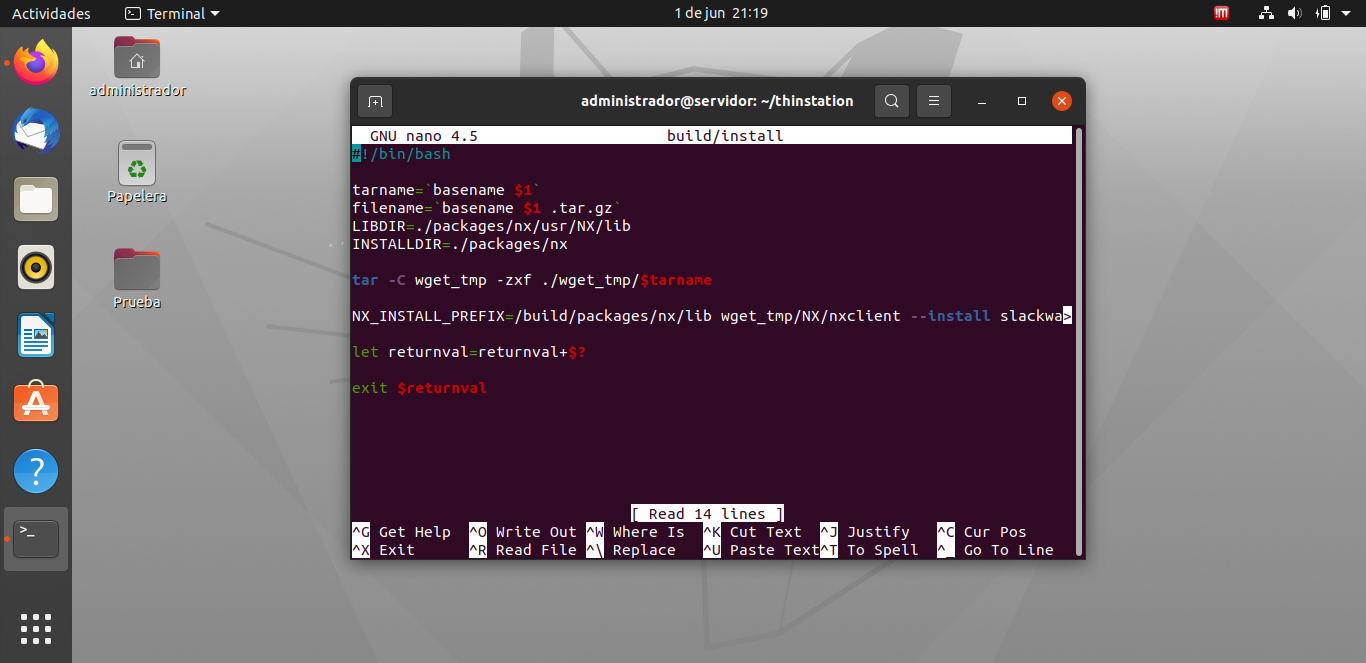 Actividades
Terminal
1 de jun 21:19
administrador
Papelera
Prueba
administrador@servidor: ~/thinstation
GNU nano 4.5 build/install
#!/bin/bash
tarname=`basename $1`
filename=`basename $1 .tar.gz`
LIBDIR=./packages/nx/usr/NX/lib
INSTALLDIR=./packages/nx
tar -C wget_tmp -zxf ./wget_tmp/$tarname
NX_INSTALL_PREFIX=/build/packages/nx/lib wget_tmp/NX/nxclient --install slackwa>
let returnval=returnval+$?
exit $returnval
[ Read 14 lines ]
^G Get Help ^O Write Out ^W Where Is ^K Cut Text ^J Justify ^C Cur Pos
^X Exit ^R Read File ^\ Replace ^U Paste Text ^T To Spell ^_ Go To Line